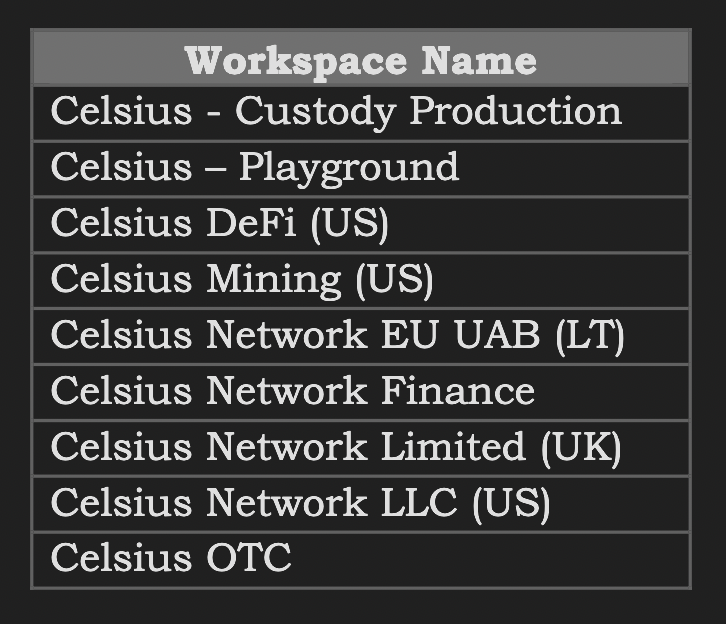 Workspace Name
Celsius - Custody Production
Celsius – Playground
Celsius DeFi (US)
Celsius Mining (US)
Celsius Network EU UAB (LT)
Celsius Network Finance
Celsius Network Limited (UK)
Celsius Network LLC (US)
Celsius OTC